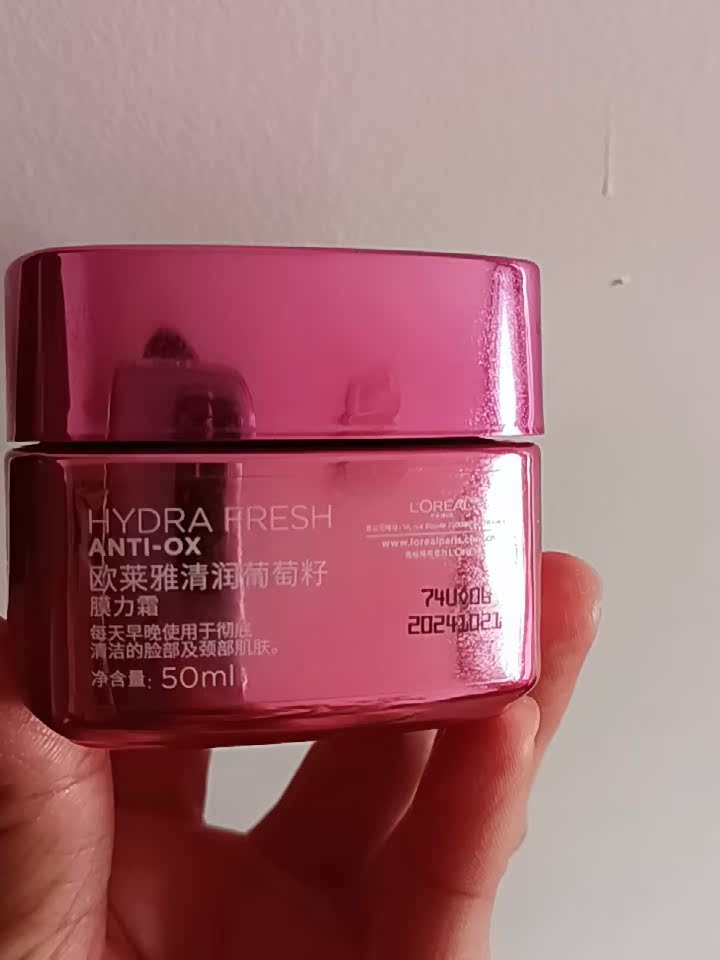 HYDRA FRESH
ANTI-OX
欧莱雅清润葡萄籽
膜力霜
每天早晚使用于彻底
清洁的脸部及颈部肌肤。
净含量: 50ml
L'ORÉAL
PARIS
www.lorealparis.com.cn
20241021